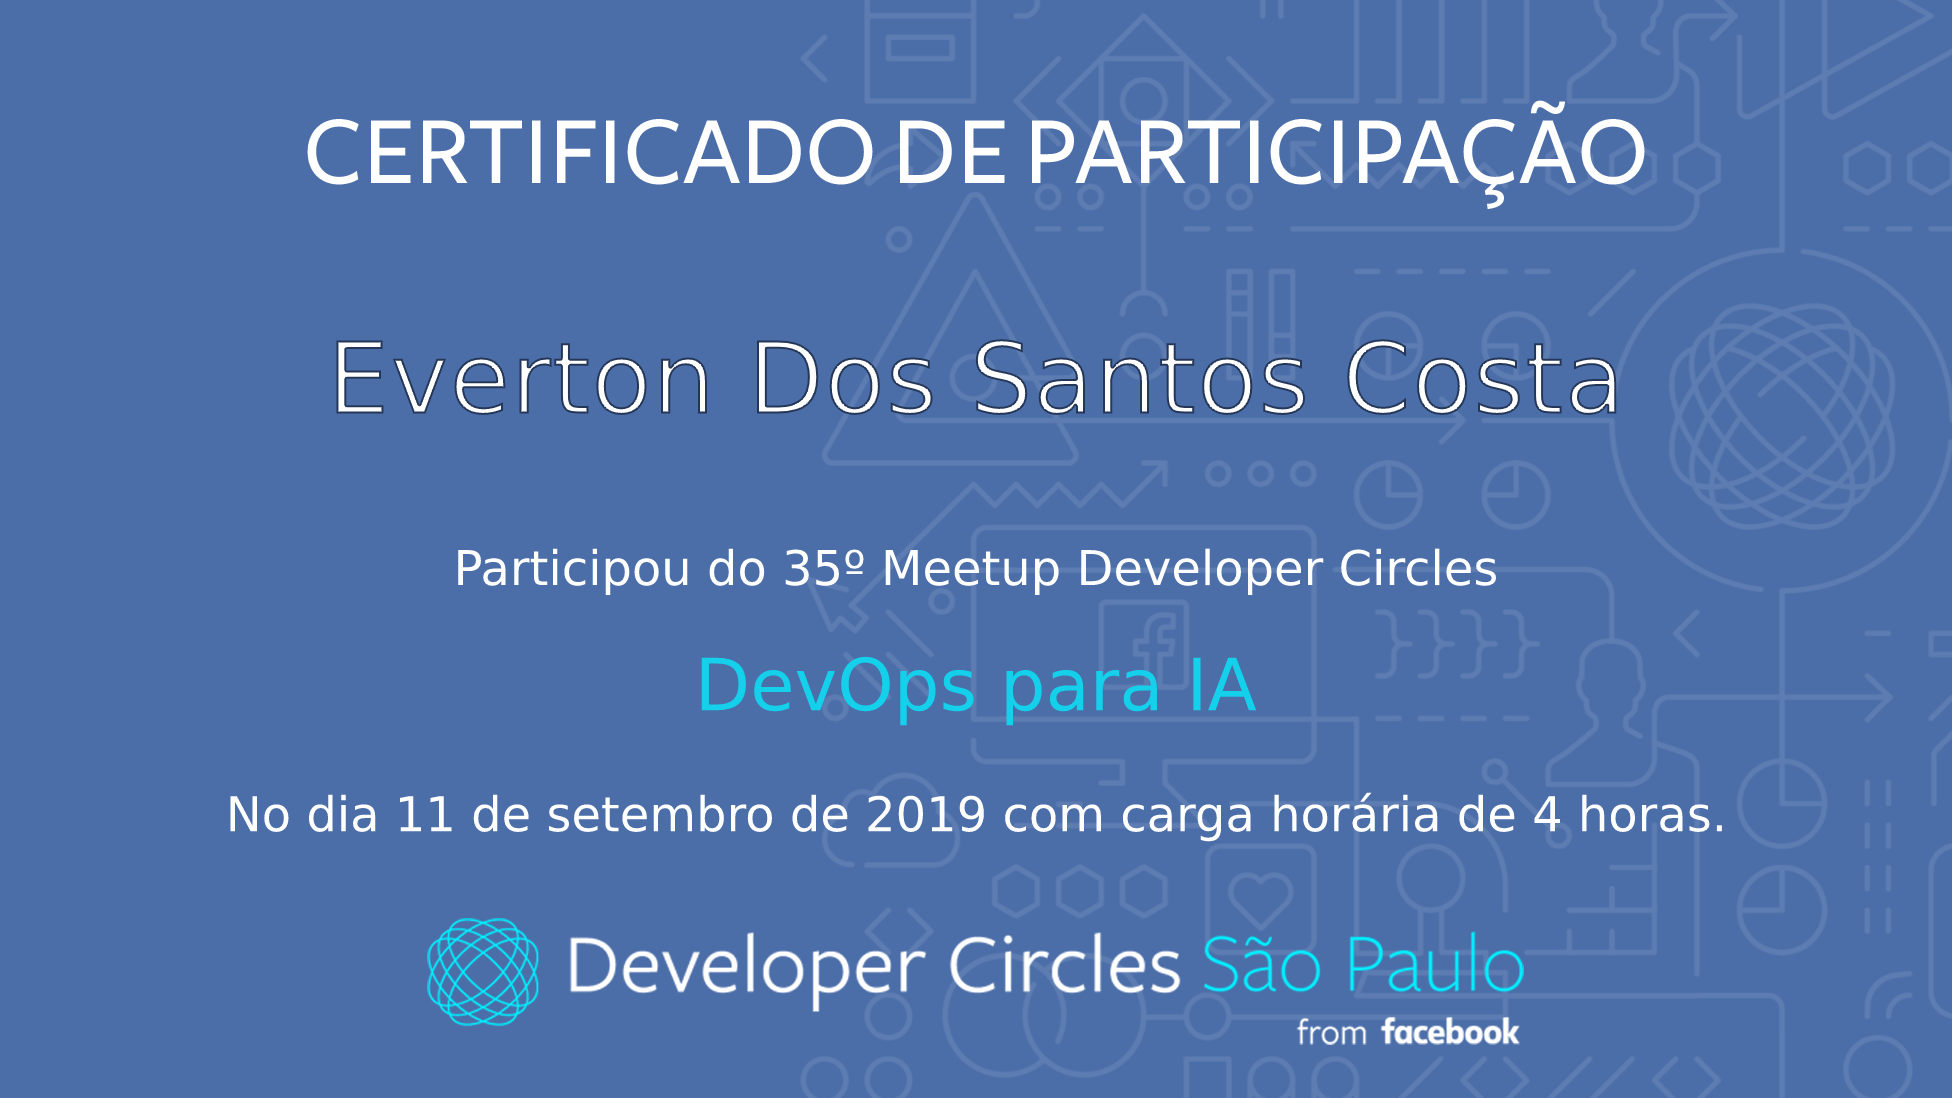 CERTIFICADO DE PARTICIPAÇÃO
Everton Dos Santos Costa
Participou do 35º Meetup Developer Circles
DevOps para IA
No dia 11 de setembro de 2019 com carga horária de 4 horas.
Developer Circles São Paulo
from facebook